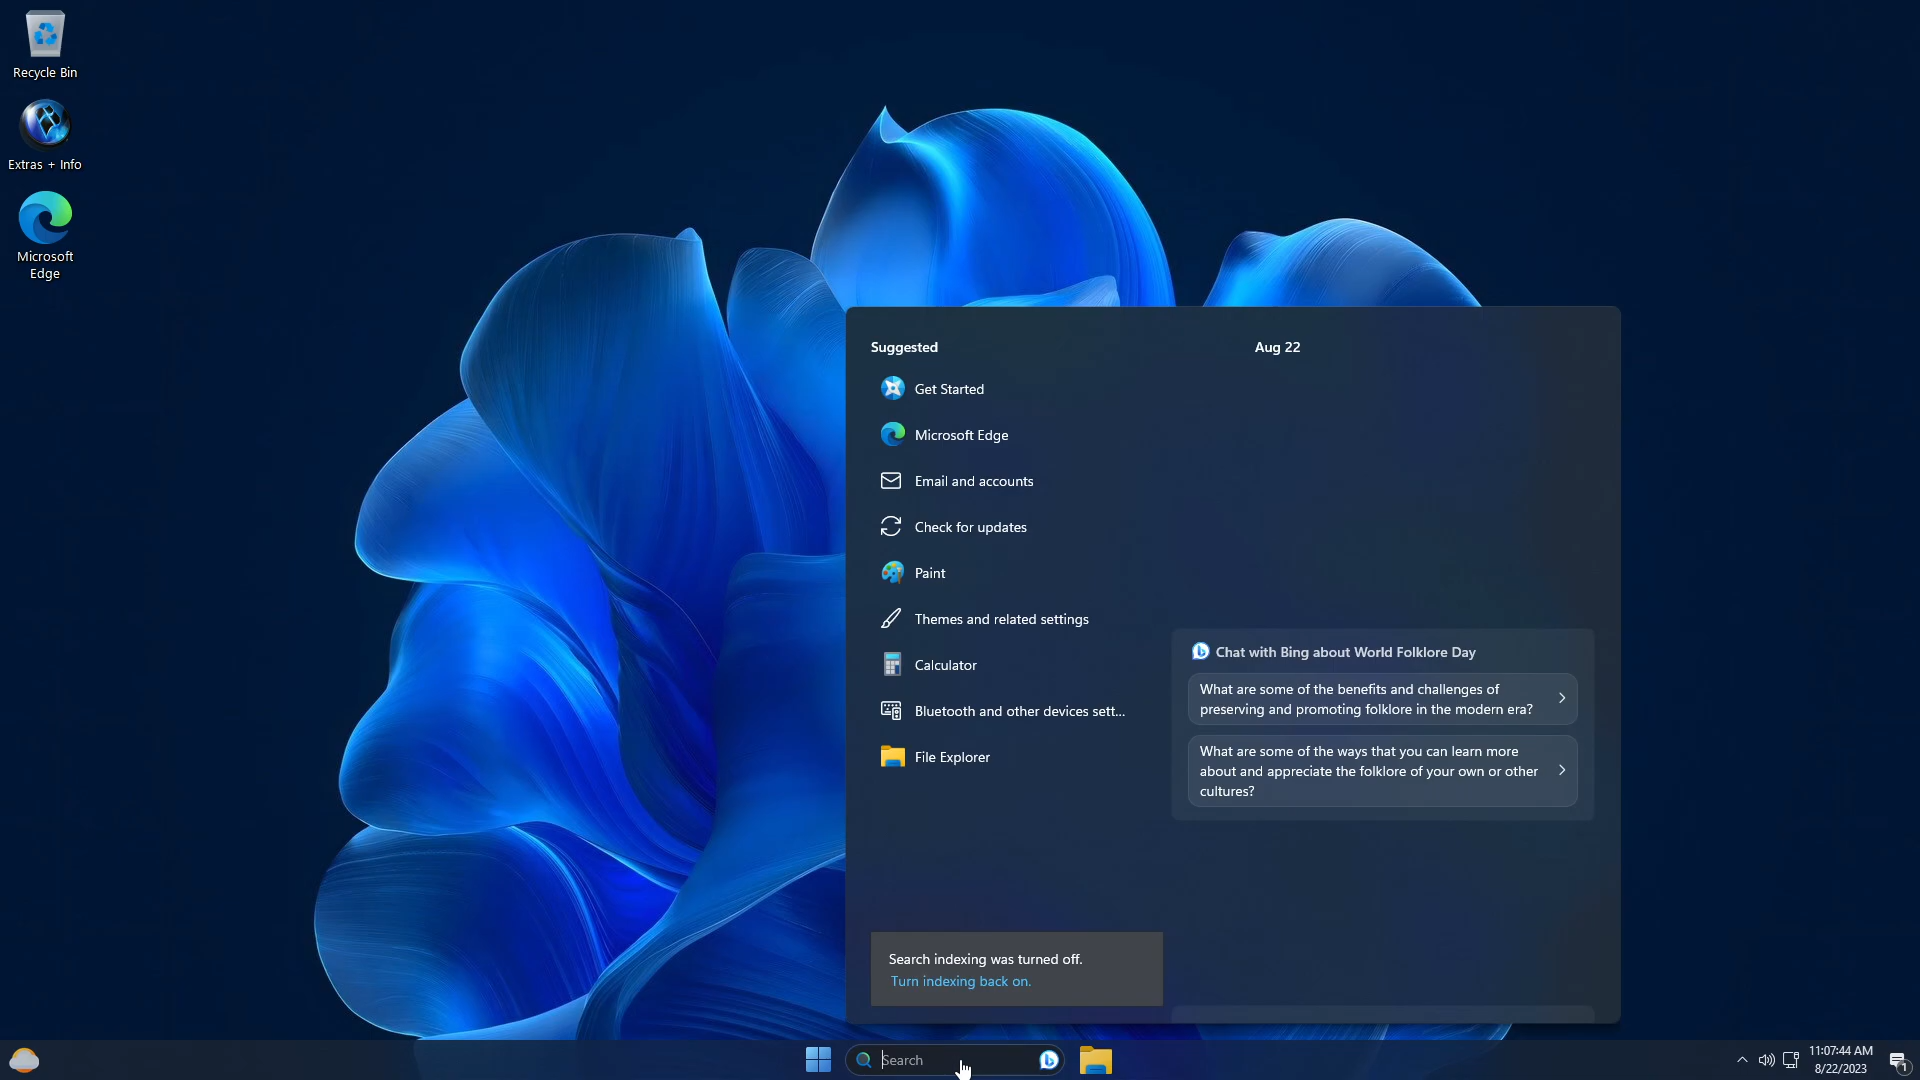 Recycle Bin
Extras + Info
Microsoft
Edge
Suggested
Get Started
Microsoft Edge
Email and accounts
Check for updates
Paint
Themes and related settings
Calculator
Bluetooth and other devices sett...
File Explorer
Search indexing was turned off.
Turn indexing back on.
Aug 22
Chat with Bing about World Folklore Day
What are some of the benefits and challenges of
preserving and promoting folklore in the modern era?
What are some of the ways that you can learn more
about and appreciate the folklore of your own or other
cultures?
Search
11:07:44 AM
8/22/2023
1